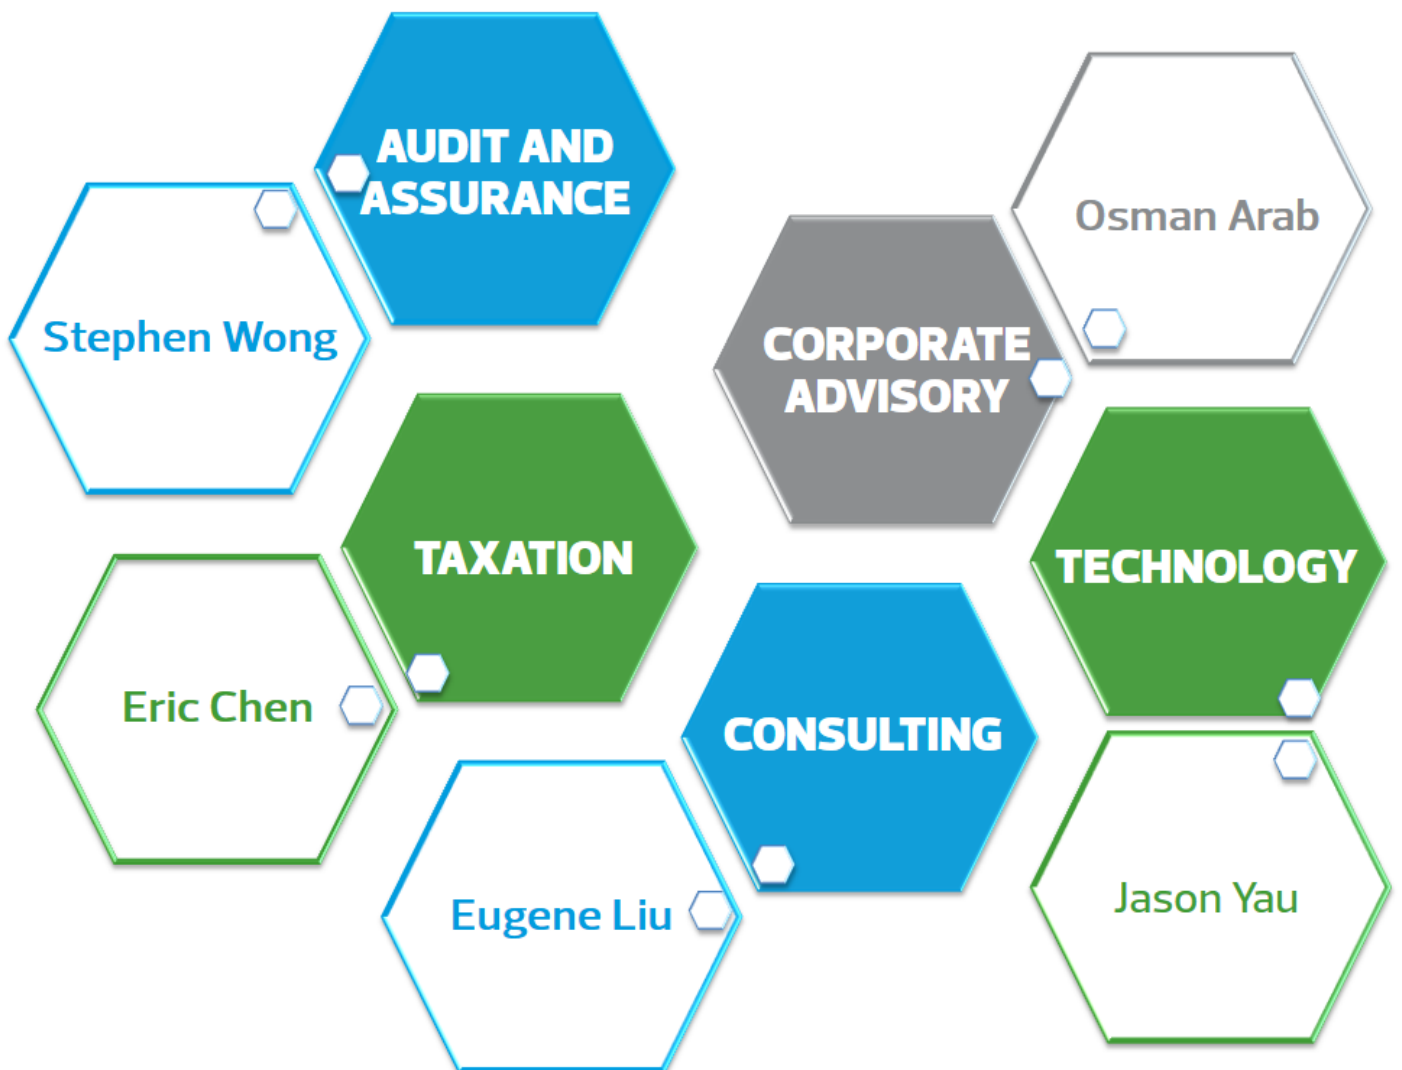 AUDIT AND
ASSURANCE
Stephen Wong
Osman Arab
CORPORATE
ADVISORY
TAXATION
Eric Chen
TECHNOLOGY
CONSULTING
Eugene Liu
Jason Yau